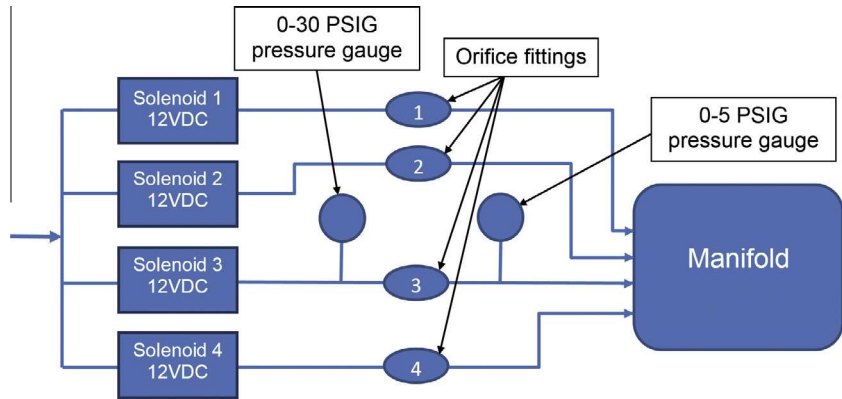 0-30 PSIG
pressure gauge
Orifice fittings
Solenoid 1
12VDC
1
0-5 PSIG
pressure gauge
Solenoid 2
12VDC
2
Solenoid 3
12VDC
3
Manifold
Solenoid 4
12VDC
4